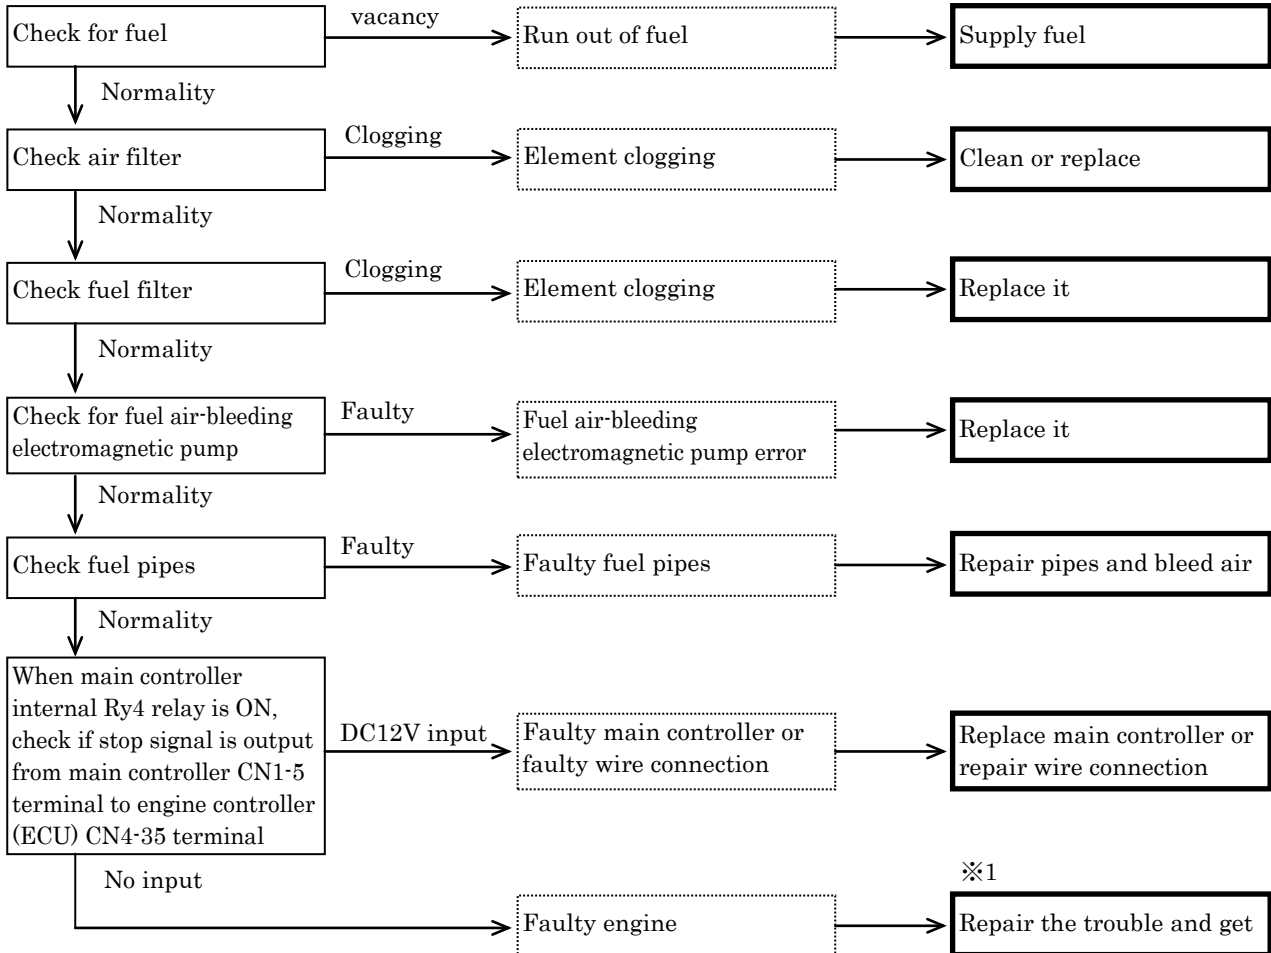 Check for fuel
vacancy
Run out of fuel
Supply fuel
Normality
Check air filter
Clogging
Element clogging
Clean or replace
Normality
Check fuel filter
Clogging
Element clogging
Replace it
Normality
Check for fuel air-bleeding
electromagnetic pump
Faulty
Fuel air-bleeding
electromagnetic pump error
Replace it
Normality
Check fuel pipes
Faulty
Faulty fuel pipes
Repair pipes and bleed air
Normality
When main controller
internal Ry4 relay is ON,
check if stop signal is output
from main controller CN1-5
terminal to engine controller
(ECU) CN4-35 terminal
DC12V input
Faulty main controller or
faulty wire connection
Replace main controller or
repair wire connection
No input
Faulty engine
※1
Repair the trouble and get